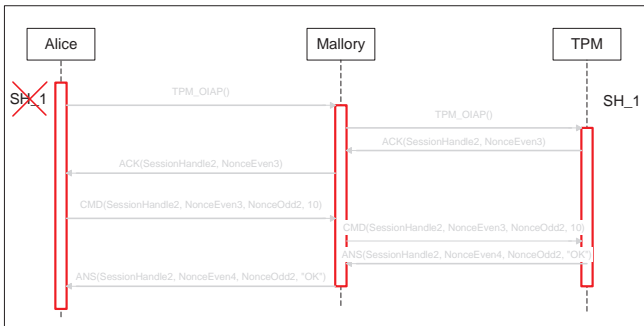 Alice
Mallory
TPM
SH_1
SH_1
TPM_OIAP()
TPM_OIAP()
ACK(SessionHandle2, NonceEven3)
ACK(SessionHandle2, NonceEven3)
CMD(SessionHandle2, NonceEven3, NonceOdd2, 10)
CMD(SessionHandle2, NonceEven3, NonceOdd2, 10)
ANS(SessionHandle2, NonceEven4, NonceOdd2, "OK")
ANS(SessionHandle2, NonceEven4, NonceOdd2, "OK")